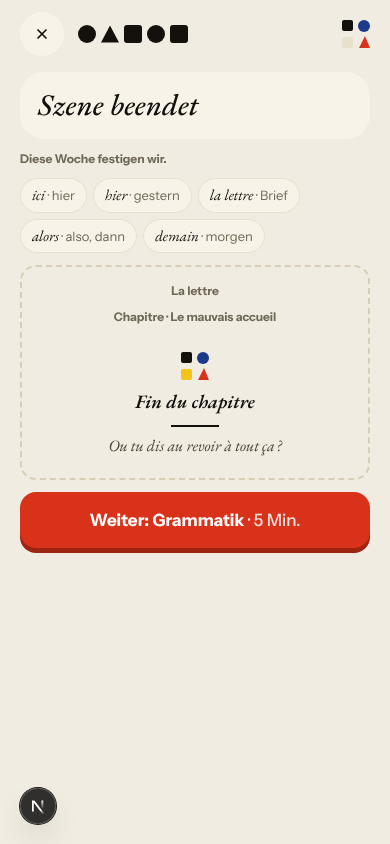 Szene beendet
Diese Woche festigen wir.
ici · hier
hier · gestern
la lettre · Brief
alors · also, dann
demain · morgen
La lettre
Chapitre · Le mauvais accueil
Fin du chapitre
Ou tu dis au revoir à tout ça ?
Weiter: Grammatik · 5 Min.
N